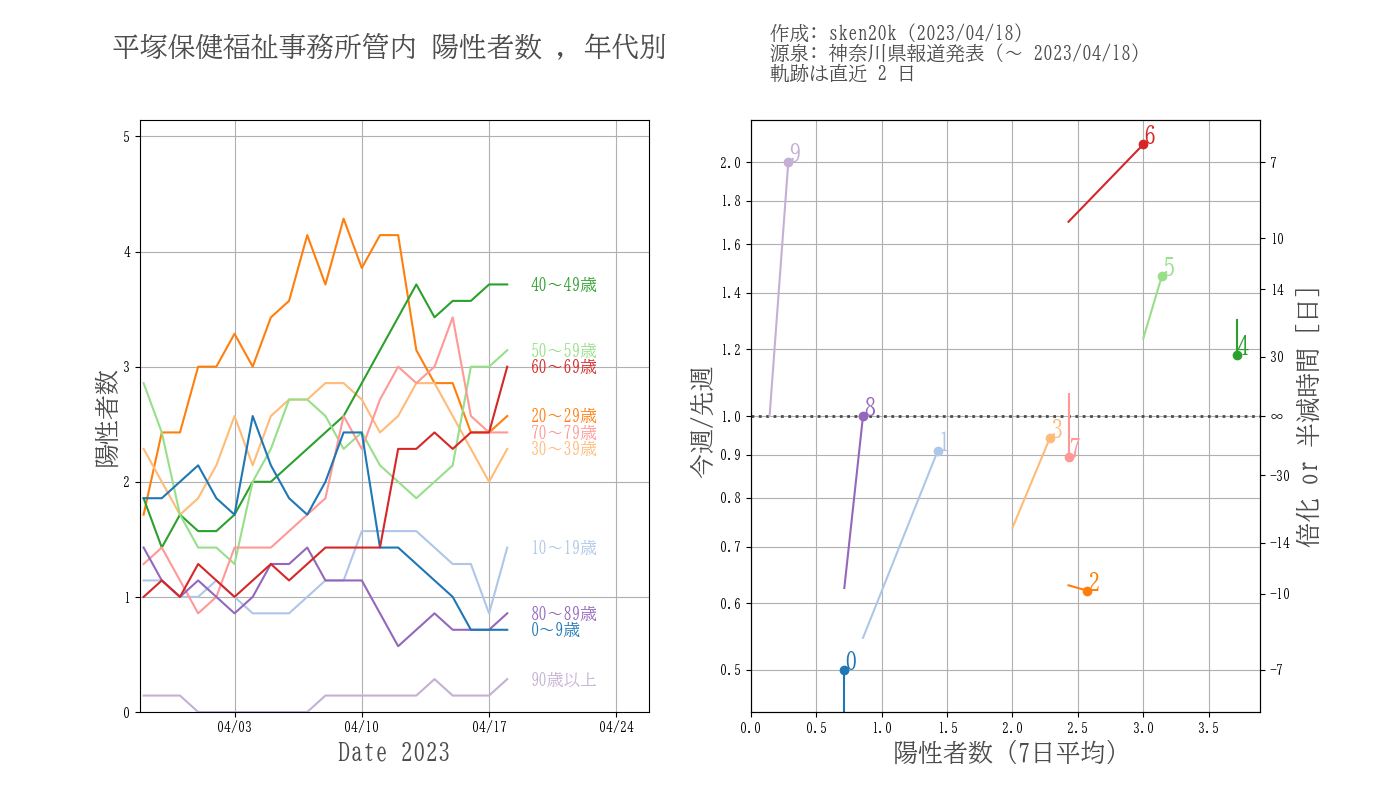 平塚保健福祉事務所管内 陽性者数 , 年代別
作成: sken20k (2023/04/18)
源泉: 神奈川県報道発表 (～ 2023/04/18)
軌跡は直近 2 日
5
4
3
2
1
0
陽性者数
04/03
04/10
04/17
04/24
Date 2023
40～49歳
50～59歳
60～69歳
20～29歳
70～79歳
30～39歳
10～19歳
80～89歳
0～9歳
90歳以上
2.0
1.8
1.6
1.4
1.2
1.0
0.9
0.8
0.7
0.6
0.5
今週/先週
9
6
5
4
8
1
3
7
2
0
0.0
0.5
1.0
1.5
2.0
2.5
3.0
3.5
陽性者数 (7日平均)
7
10
14
30
∞
−30
−14
−10
−7
倍化 or 半減時間 [日]